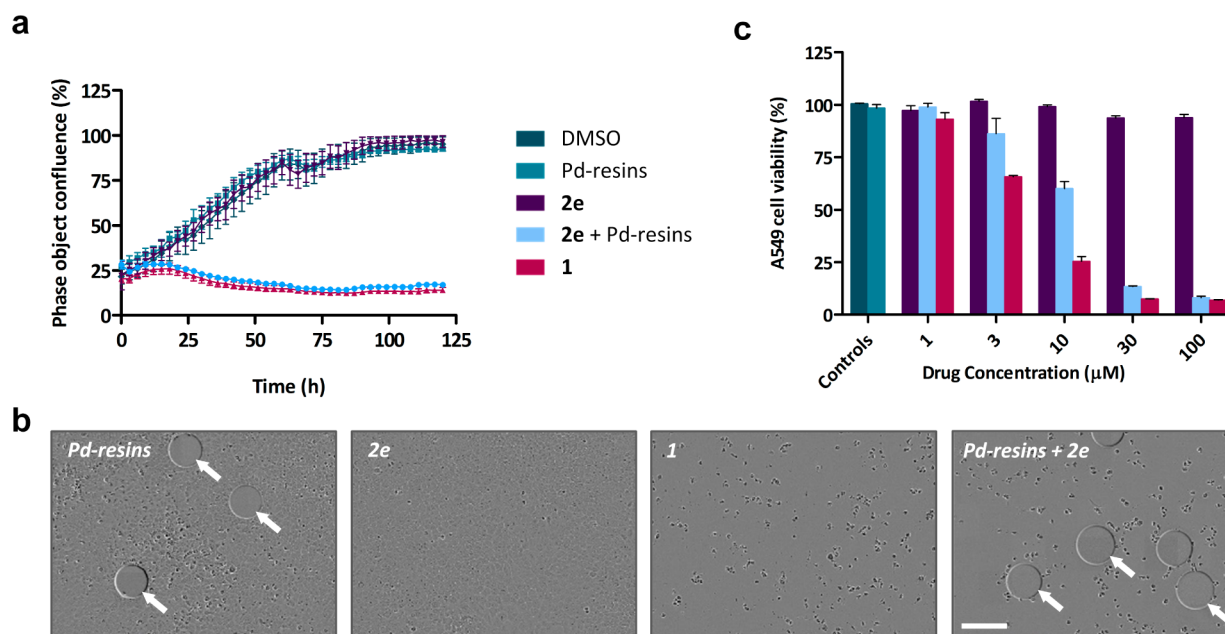 a
Phase object confluence (%)
125
100
75
50
25
0
0 25 50 75 100 125
Time (h)
DMSO
Pd-resins
2e
2e + Pd-resins
1
c
A549 cell viability (%)
125
100
75
50
25
0
Controls 1 3 10 30 100
Drug Concentration (μM)
b
Pd-resins
2e
1
Pd-resins + 2e